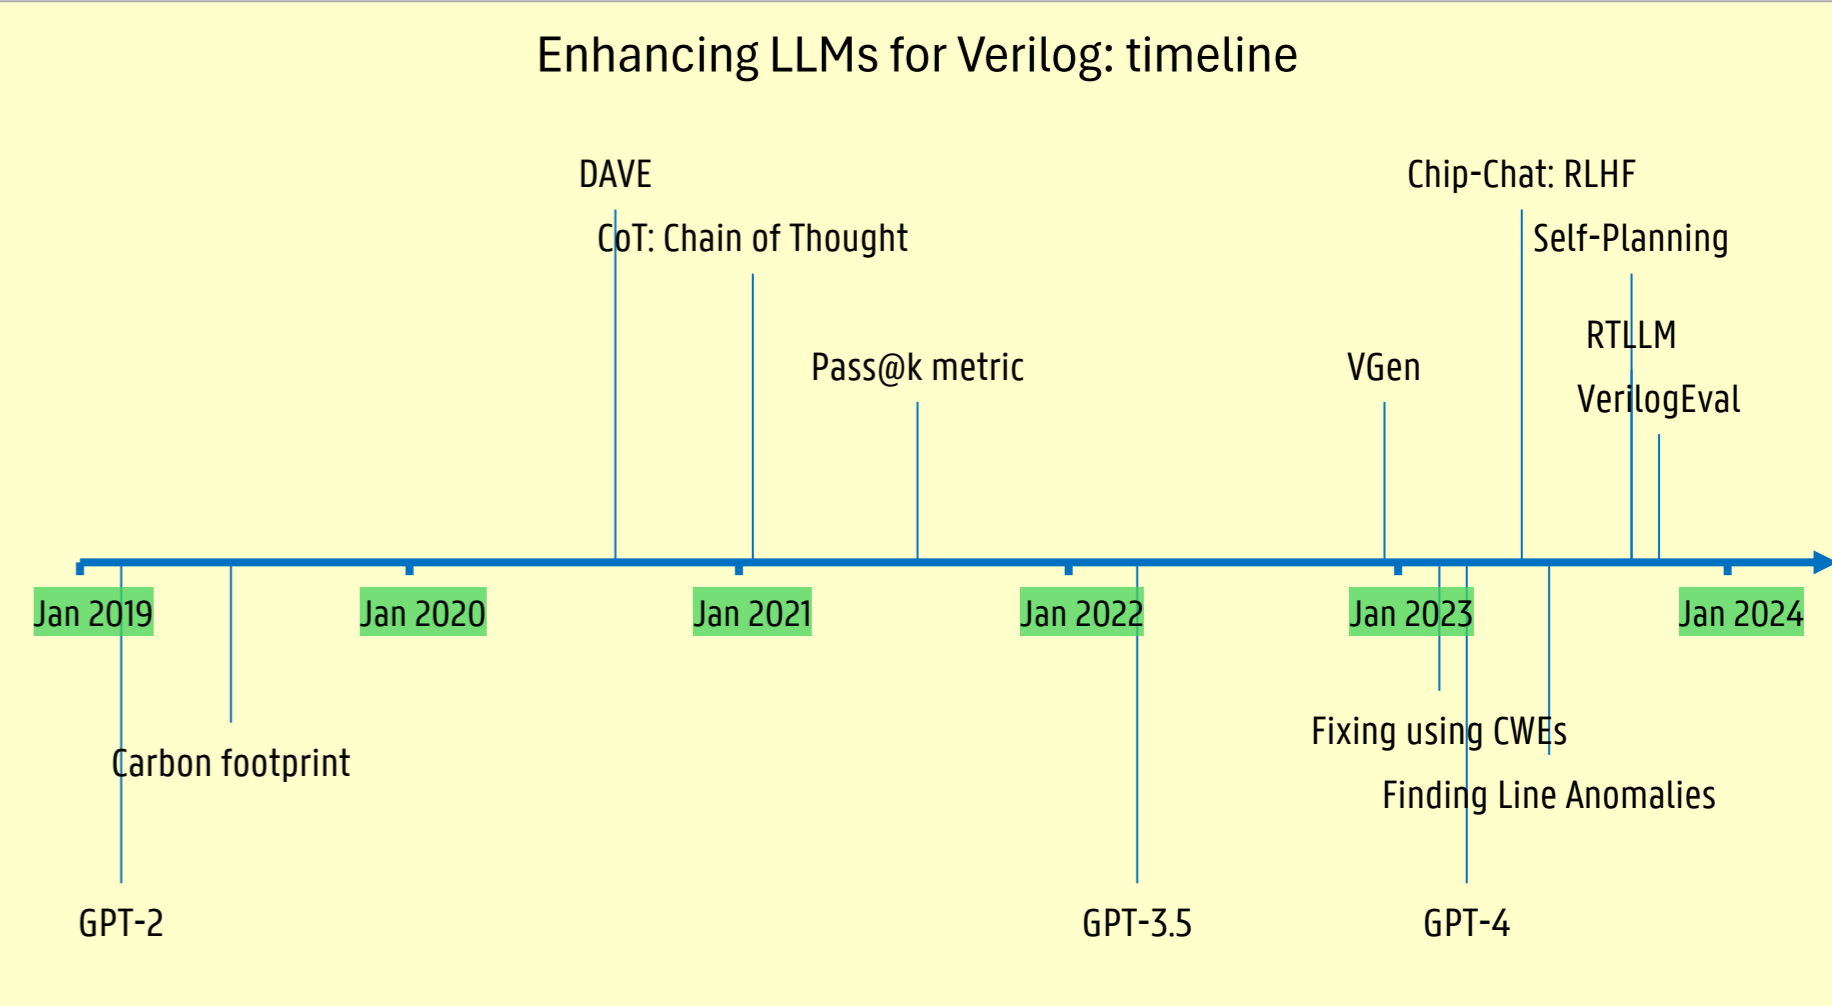 Enhancing LLMs for Verilog: timeline
DAVE
Chip-Chat: RLHF
CoT: Chain of Thought
Self-Planning
RTLLM
Pass@k metric
VGen
VerilogEval
Jan 2019
Jan 2020
Jan 2021
Jan 2022
Jan 2023
Jan 2024
Fixing using CWEs
Carbon footprint
Finding Line Anomalies
GPT-2
GPT-3.5
GPT-4